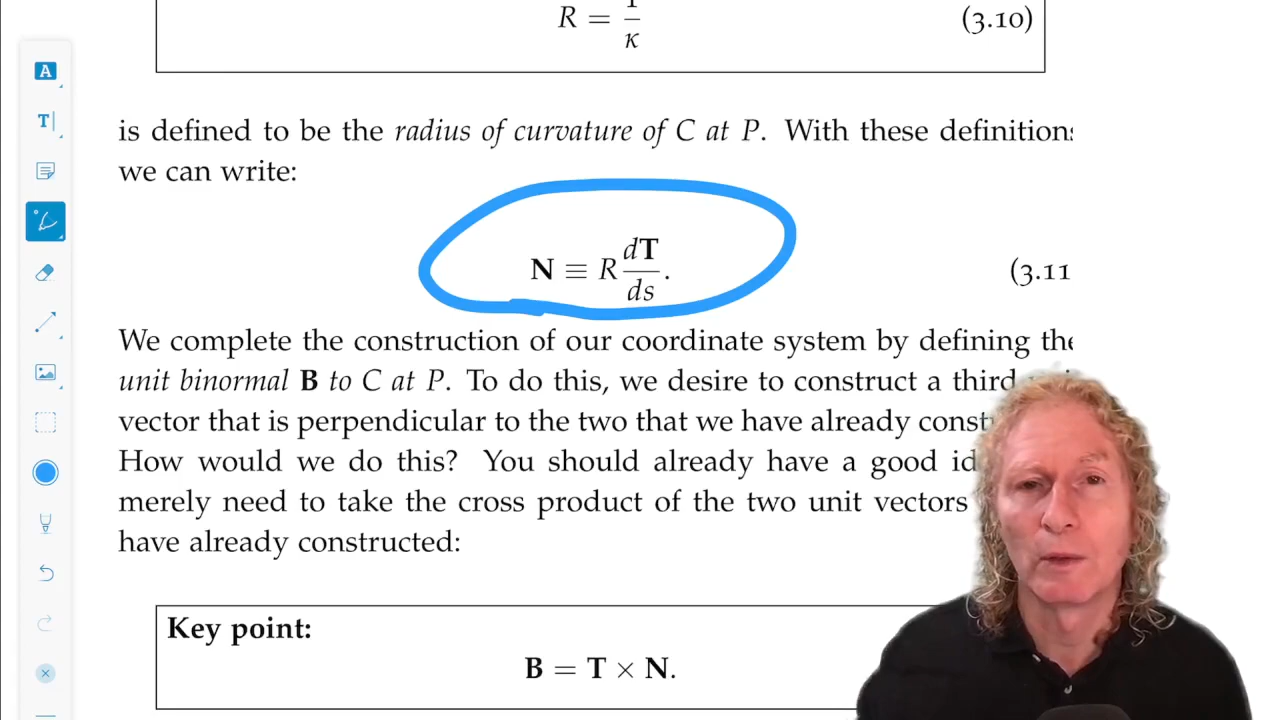 R = 1/κ (3.10)
is defined to be the radius of curvature of C at P. With these definitions
we can write:
N ≡ R dT/ds. (3.11
We complete the construction of our coordinate system by defining the
unit binormal B to C at P. To do this, we desire to construct a third
vector that is perpendicular to the two that we have already
How would we do this? You should already have a good
merely need to take the cross product of the two unit vectors
have already constructed:
Key point:
B = T × N.
A
T